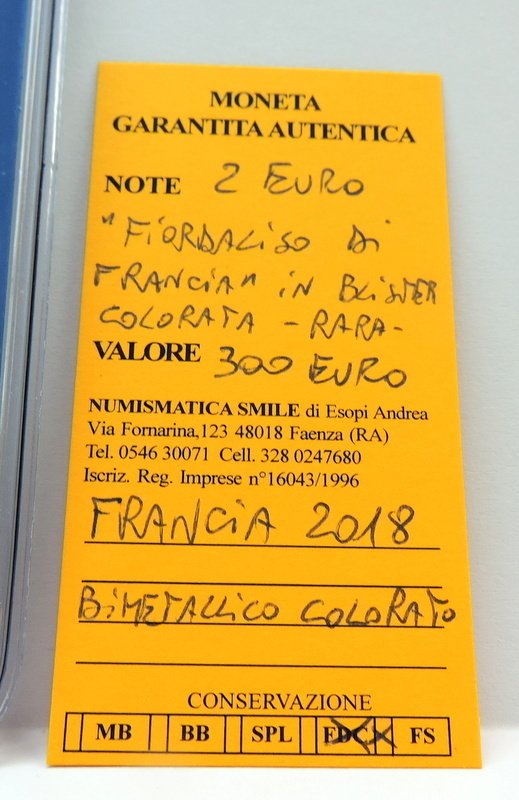 MONETA
GARANTITA AUTENTICA
NOTE 2 EURO
"FIORDALISO DI
FRANCIA" IN BLISTER
COLORATA - RARA -
VALORE 300 EURO
NUMISMATICA SMILE di Esopi Andrea
Via Fornarina,123 48018 Faenza (RA)
Tel. 0546 30071 Cell. 328 0247680
Iscriz. Reg. Imprese n°16043/1996
FRANCIA 2018
BIMETALLICO COLORATO
CONSERVAZIONE
MB BB SPL FDC FS